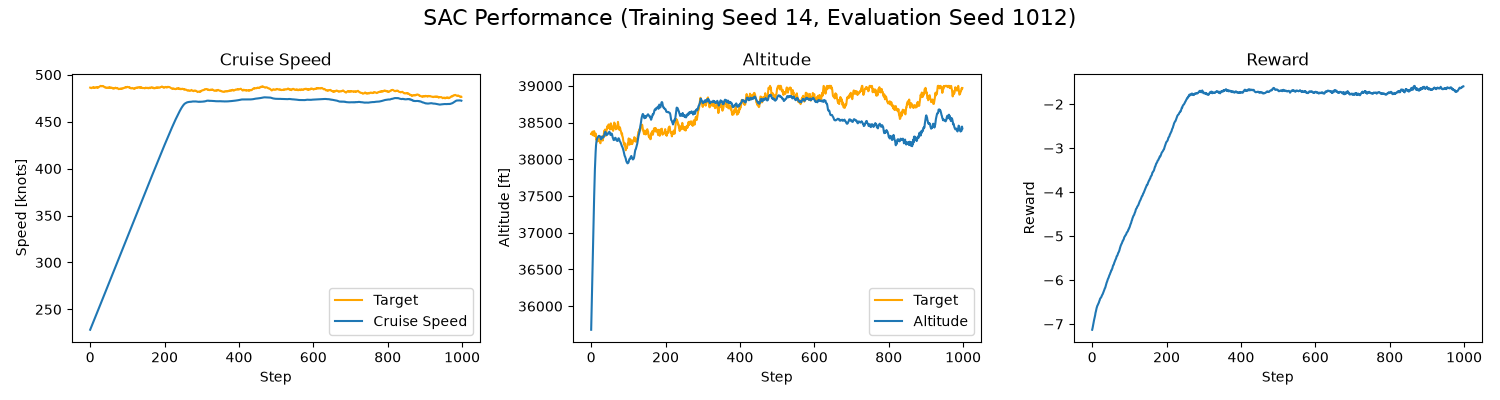 SAC Performance (Training Seed 14, Evaluation Seed 1012)
Cruise Speed
500
450
400
350
300
250
Speed [knots]
0 200 400 600 800 1000
Step
Target
Cruise Speed
Altitude
39000
38500
38000
37500
37000
36500
36000
Altitude [ft]
0 200 400 600 800 1000
Step
Target
Altitude
Reward
−2
−3
−4
−5
−6
−7
Reward
0 200 400 600 800 1000
Step